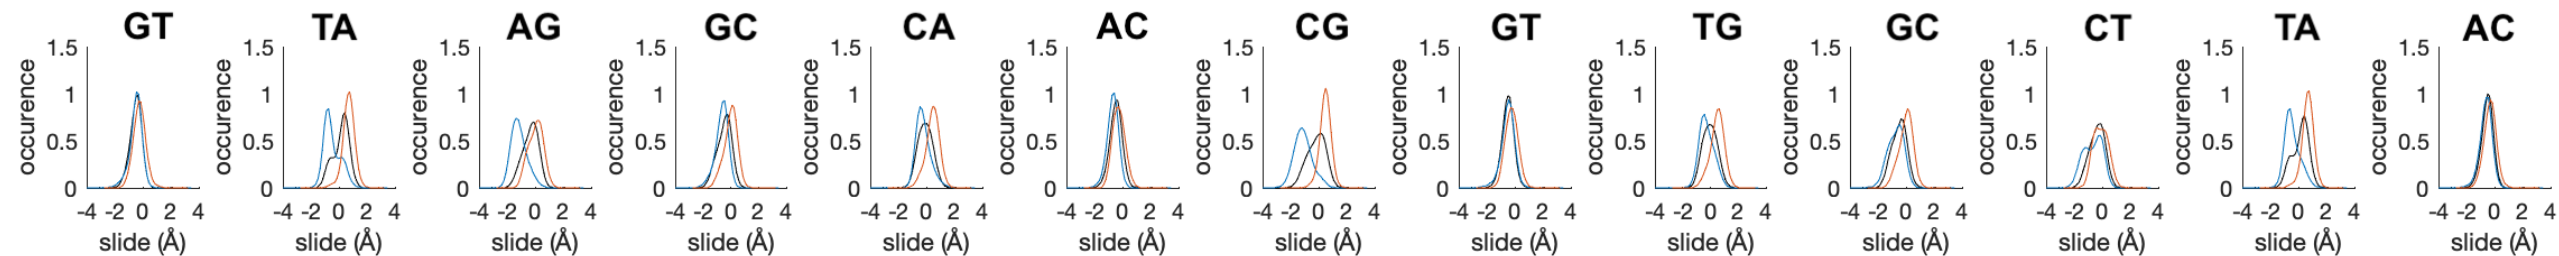 GT TA AG GC CA AC CG GT TG GC CT TA AC
1.5 1.5 1.5 1.5 1.5 1.5 1.5 1.5 1.5 1.5 1.5 1.5 1.5
occurence occurence occurence occurence occurence occurence occurence occurence occurence occurence occurence occurence occurence
1 1 1 1 1 1 1 1 1 1 1 1 1
0.5 0.5 0.5 0.5 0.5 0.5 0.5 0.5 0.5 0.5 0.5 0.5 0.5
0 0 0 0 0 0 0 0 0 0 0 0 0
-4 -2 0 2 4 -4 -2 0 2 4 -4 -2 0 2 4 -4 -2 0 2 4 -4 -2 0 2 4 -4 -2 0 2 4 -4 -2 0 2 4 -4 -2 0 2 4 -4 -2 0 2 4 -4 -2 0 2 4 -4 -2 0 2 4 -4 -2 0 2 4 -4 -2 0 2 4
slide (Å) slide (Å) slide (Å) slide (Å) slide (Å) slide (Å) slide (Å) slide (Å) slide (Å) slide (Å) slide (Å) slide (Å) slide (Å)